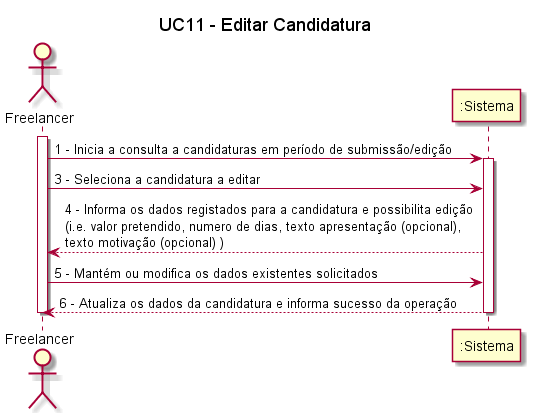 UC11 - Editar Candidatura
Freelancer
:Sistema
1 - Inicia a consulta a candidaturas em período de submissão/edição
3 - Seleciona a candidatura a editar
4 - Informa os dados registados para a candidatura e possibilita edição
(i.e. valor pretendido, numero de dias, texto apresentação (opcional),
texto motivação (opcional) )
5 - Mantém ou modifica os dados existentes solicitados
6 - Atualiza os dados da candidatura e informa sucesso da operação
Freelancer
:Sistema